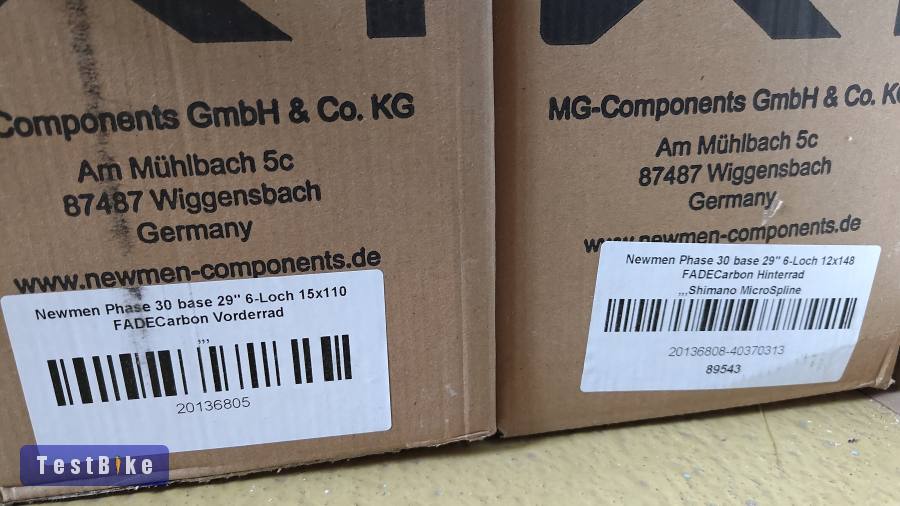 Components GmbH & Co. KG
Am Mühlbach 5c
87487 Wiggensbach
Germany
www.newmen-components.de
Newmen Phase 30 base 29" 6-Loch 15x110
FADECarbon Vorderrad
,,,
20136805
MG-Components GmbH & Co. KG
Am Mühlbach 5c
87487 Wiggensbach
Germany
www.newmen-components.de
Newmen Phase 30 base 29" 6-Loch 12x148
FADECarbon Hinterrad
,,,Shimano MicroSpline
20136808-40370313
89543
TestBike